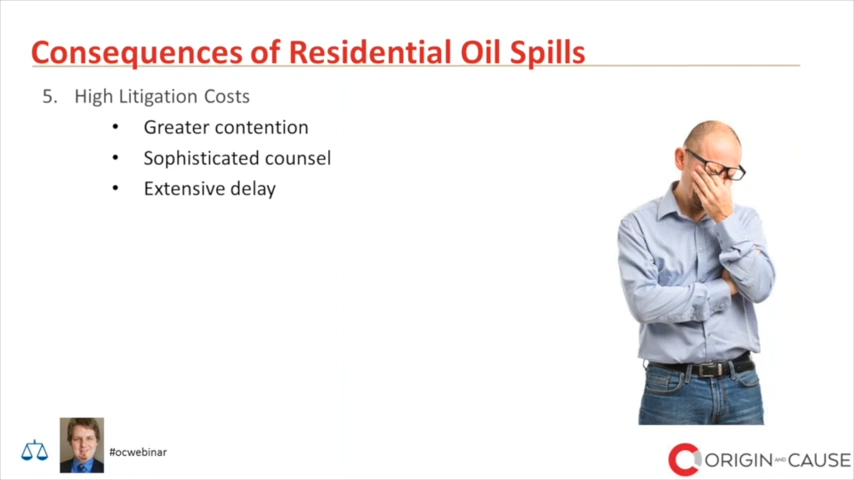 Consequences of Residential Oil Spills
5. High Litigation Costs
• Greater contention
• Sophisticated counsel
• Extensive delay
#ocwebinar
ORIGIN AND CAUSE